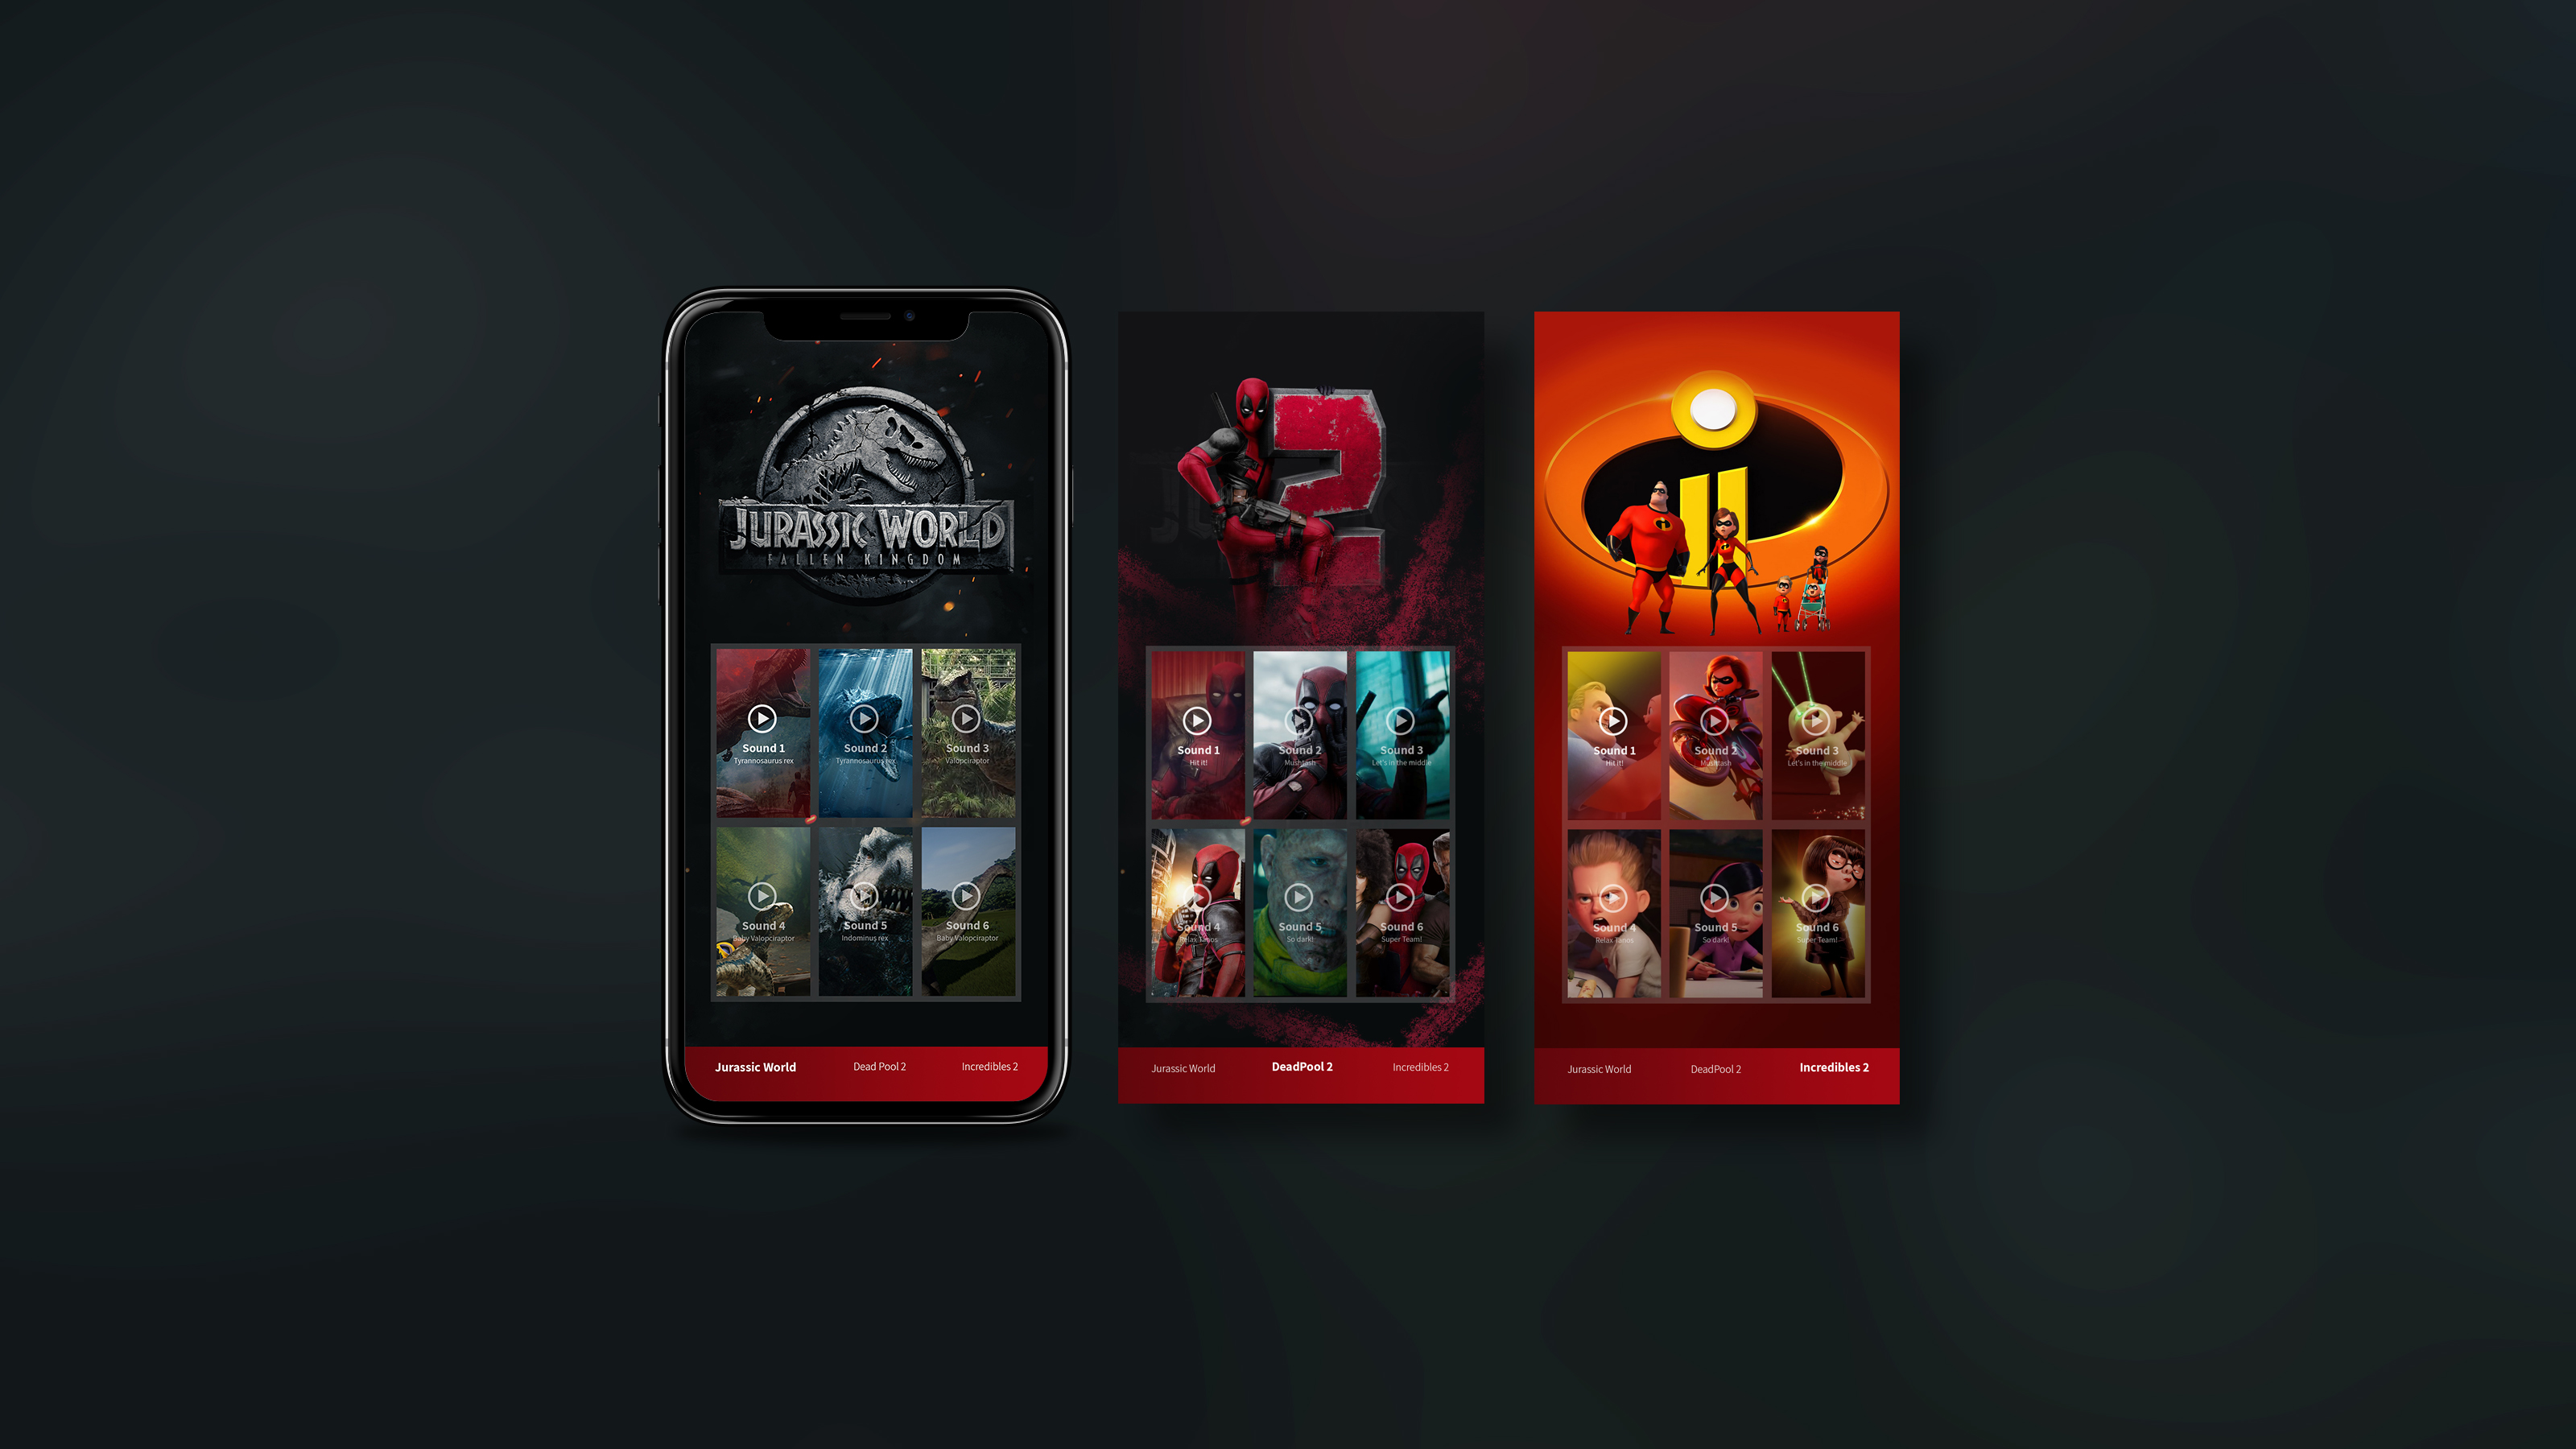 JURASSIC WORLD
FALLEN KINGDOM
Sound 1
Tyrannosaurus rex
Sound 2
Tyrannosaurus rex
Sound 3
Valopciraptor
Sound 4
Baby Valopciraptor
Sound 5
Indominus rex
Sound 6
Baby Valopciraptor
Jurassic World
Dead Pool 2
Incredibles 2
2
Sound 1
Hit it!
Sound 2
Mushtash
Sound 3
Let's in the middle
Sound 4
Relax Tanos
Sound 5
So dark!
Sound 6
Super Team!
Jurassic World
DeadPool 2
Incredibles 2
Sound 1
Hit it!
Sound 2
Mushtash
Sound 3
Let's in the middle
Sound 4
Relax Tanos
Sound 5
So dark!
Sound 6
Super Team!
Jurassic World
DeadPool 2
Incredibles 2